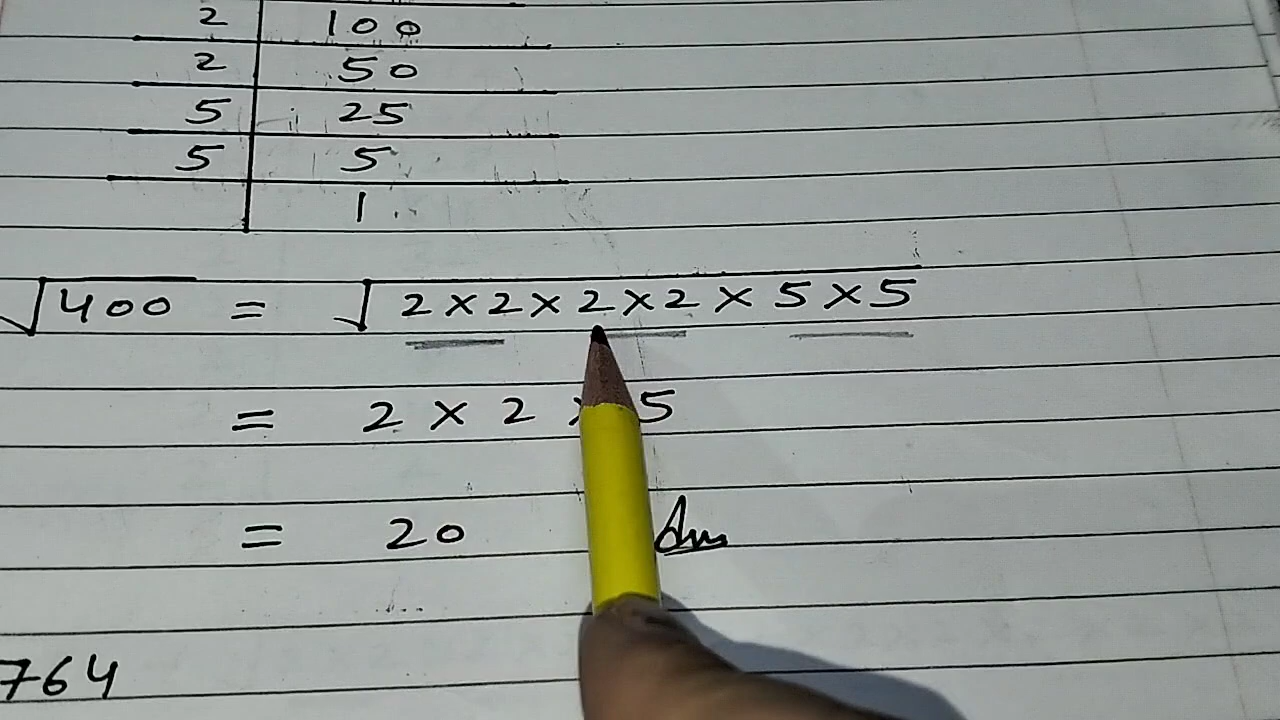 2 100
2 50
5 25
5 5
1
√400 = √2×2×2×2×5×5
= 2 × 2 × 5
= 20 Ans
764